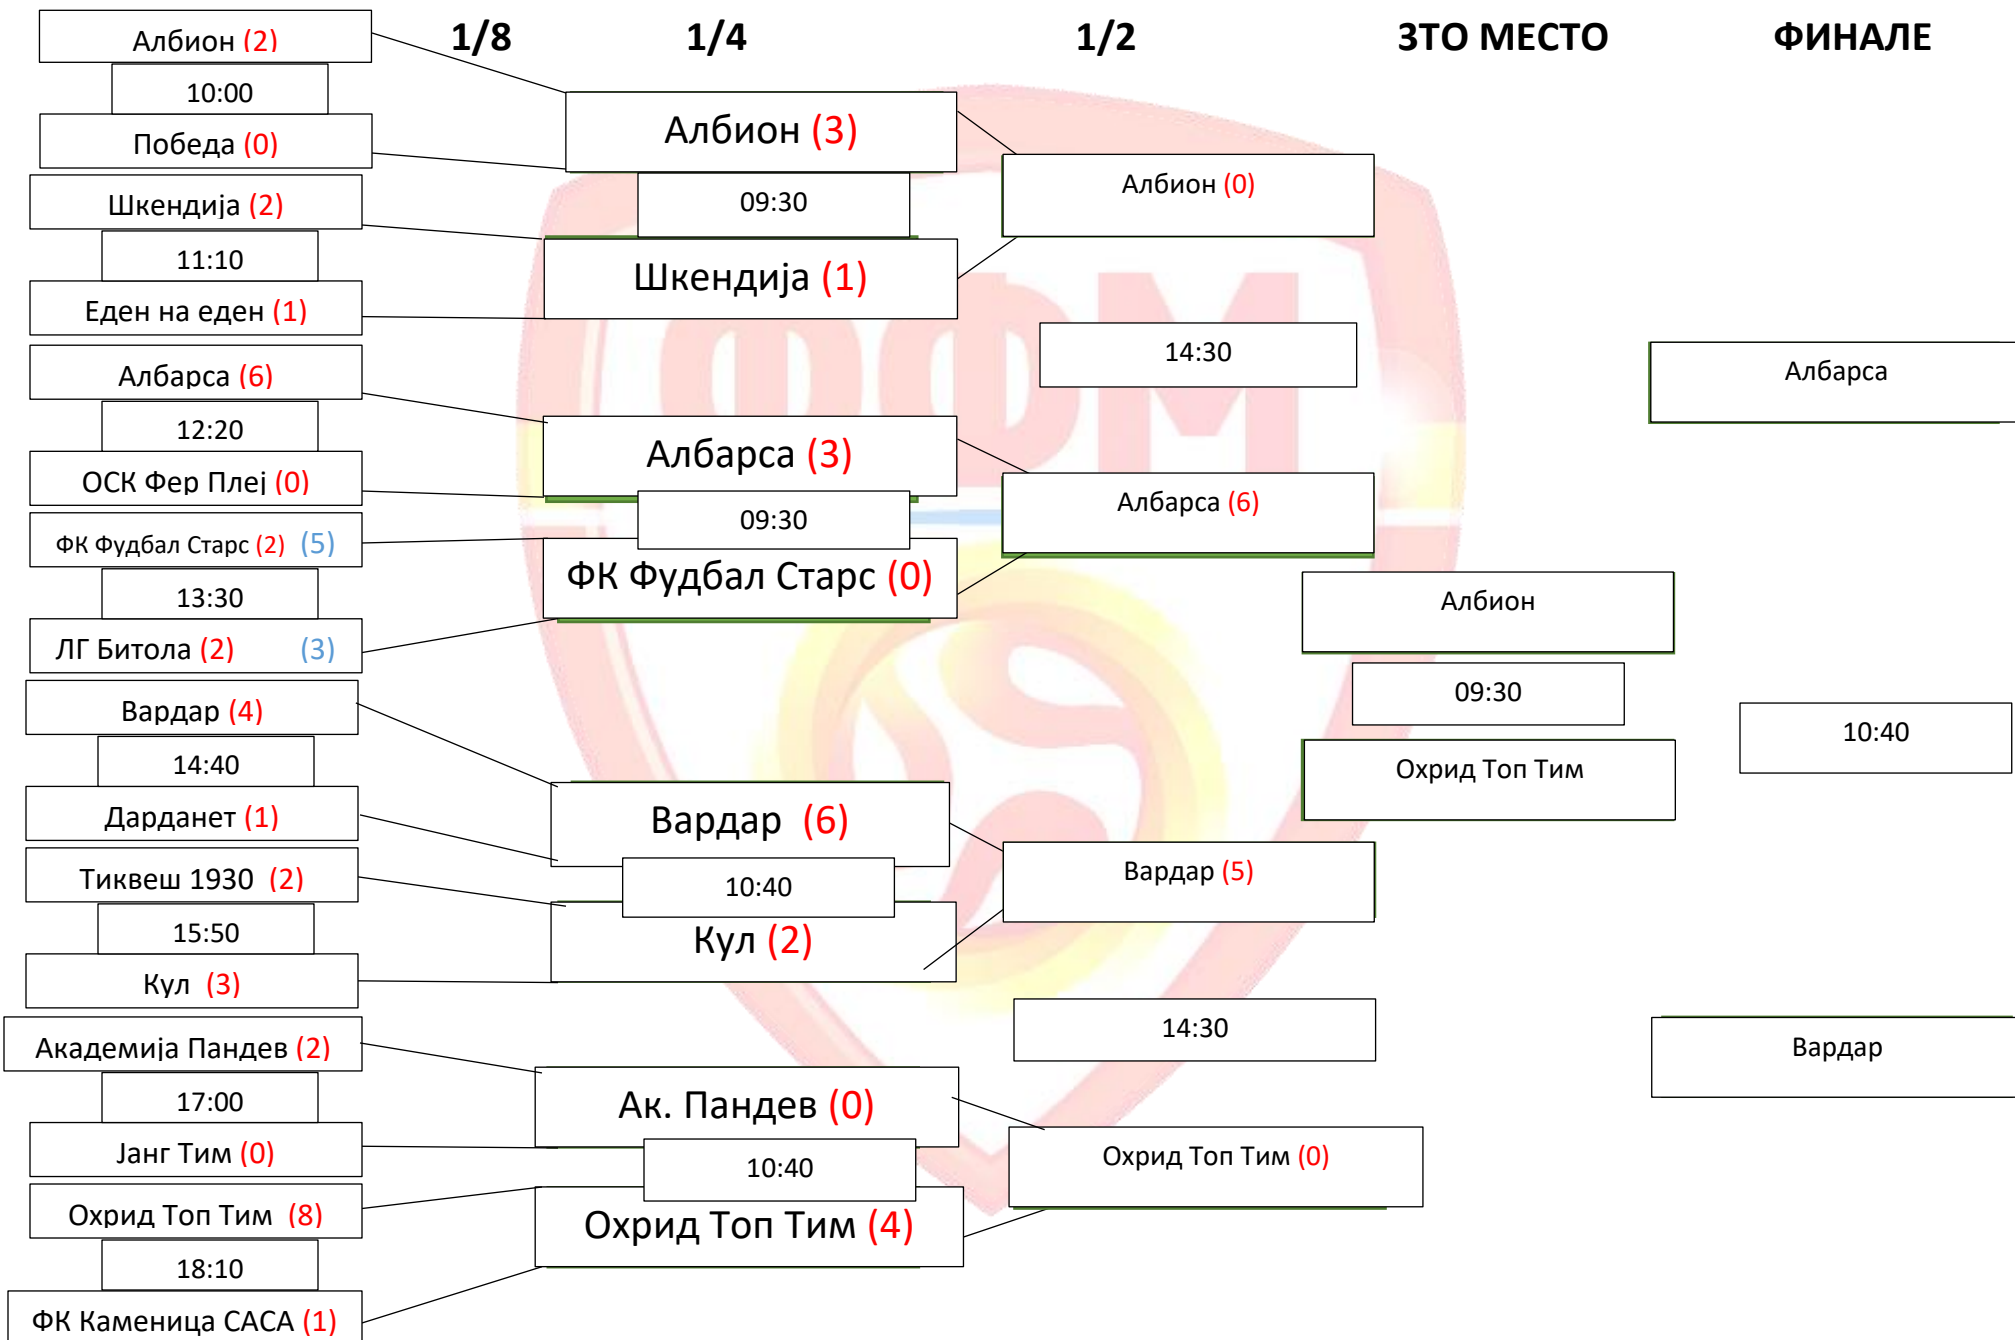 1/8
1/4
1/2
3ТО МЕСТО
ФИНАЛЕ
Албион (2)
10:00
Победа (0)
Шкендија (2)
11:10
Еден на еден (1)
Албарса (6)
12:20
ОСК Фер Плеј (0)
ФК Фудбал Старс (2) (5)
13:30
ЛГ Битола (2) (3)
Вардар (4)
14:40
Дарданет (1)
Тиквеш 1930 (2)
15:50
Кул (3)
Академија Пандев (2)
17:00
Јанг Тим (0)
Охрид Топ Тим (8)
18:10
ФК Каменица САСА (1)
Албион (3)
09:30
Шкендија (1)
Албарса (3)
09:30
ФК Фудбал Старс (0)
Вардар (6)
10:40
Кул (2)
Ак. Пандев (0)
10:40
Охрид Топ Тим (4)
Албион (0)
14:30
Албарса (6)
Вардар (5)
14:30
Охрид Топ Тим (0)
Албион
09:30
Охрид Топ Тим
Албарса
10:40
Вардар
ФФМ